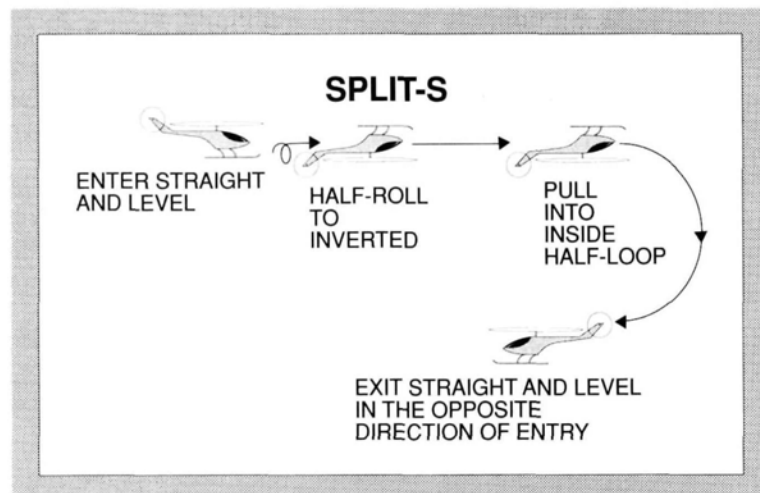 SPLIT-S
ENTER STRAIGHT
AND LEVEL
HALF-ROLL
TO
INVERTED
PULL
INTO
INSIDE
HALF-LOOP
EXIT STRAIGHT AND LEVEL
IN THE OPPOSITE
DIRECTION OF ENTRY